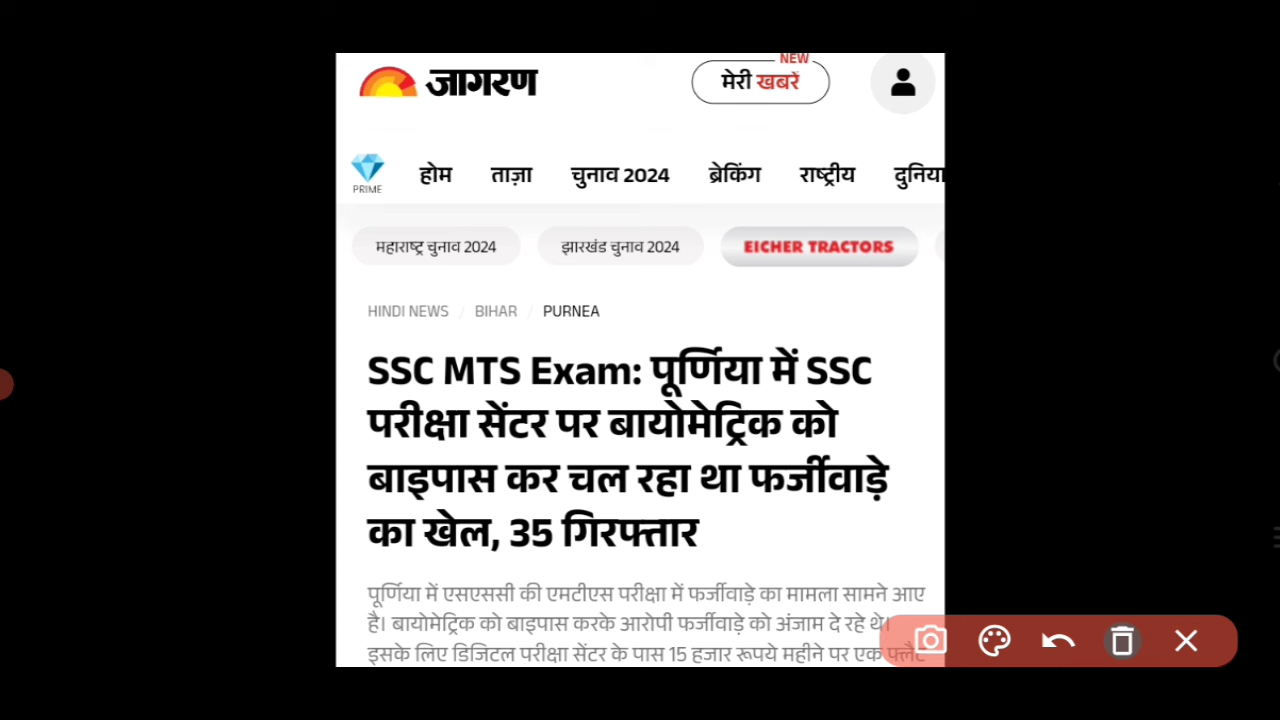 जागरण
NEW
मेरी खबरें
PRIME
होम ताज़ा चुनाव 2024 ब्रेकिंग राष्ट्रीय दुनिया
महाराष्ट्र चुनाव 2024 झारखंड चुनाव 2024 EICHER TRACTORS
HINDI NEWS / BIHAR / PURNEA
SSC MTS Exam: पूर्णिया में SSC
परीक्षा सेंटर पर बायोमेट्रिक को
बाइपास कर चल रहा था फर्जीवाड़े
का खेल, 35 गिरफ्तार
पूर्णिया में एसएससी की एमटीएस परीक्षा में फर्जीवाड़े का मामला सामने आए
है। बायोमेट्रिक को बाइपास करके आरोपी फर्जीवाड़े को अंजाम दे रहे थे।
इसके लिए डिजिटल परीक्षा सेंटर के पास 15 हजार रूपये महीने पर एक फ्लैट